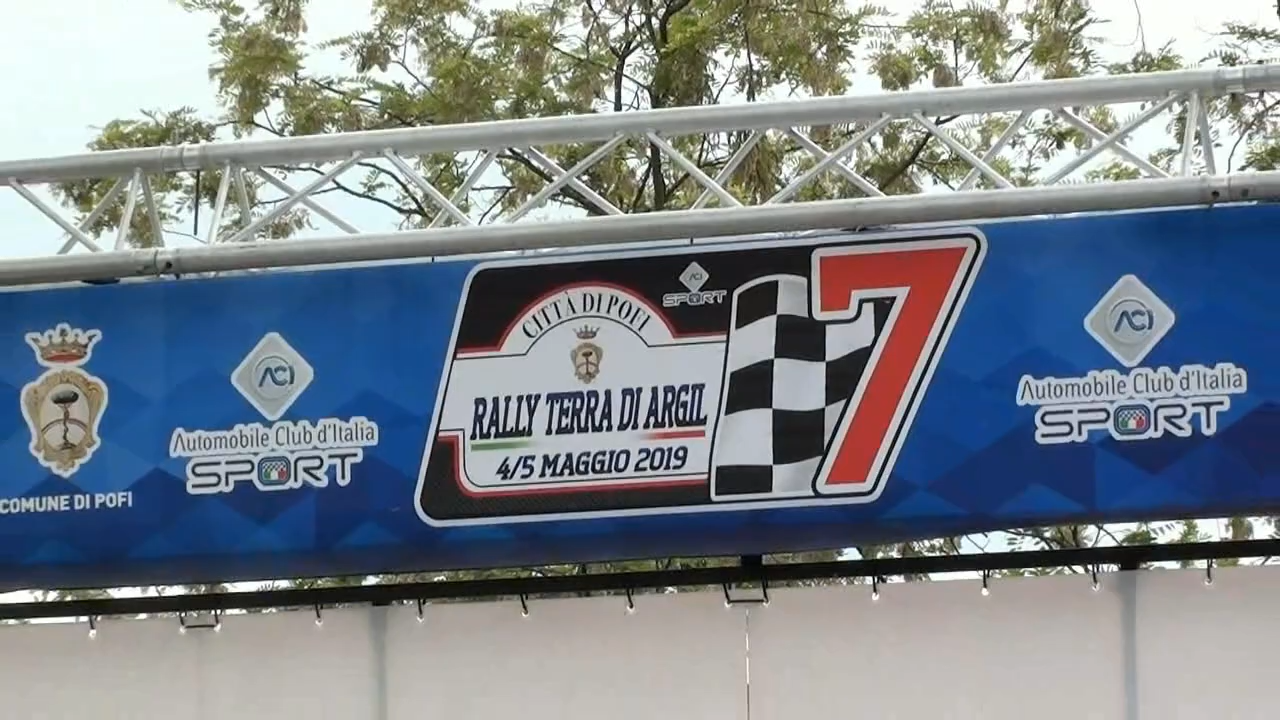 COMUNE DI POFI
ACI
Automobile Club d'Italia
SPORT
CITTÀ DI POFI
ACI
SPORT
RALLY TERRA DI ARGIL
4/5 MAGGIO 2019
7
ACI
Automobile Club d'Italia
SPORT